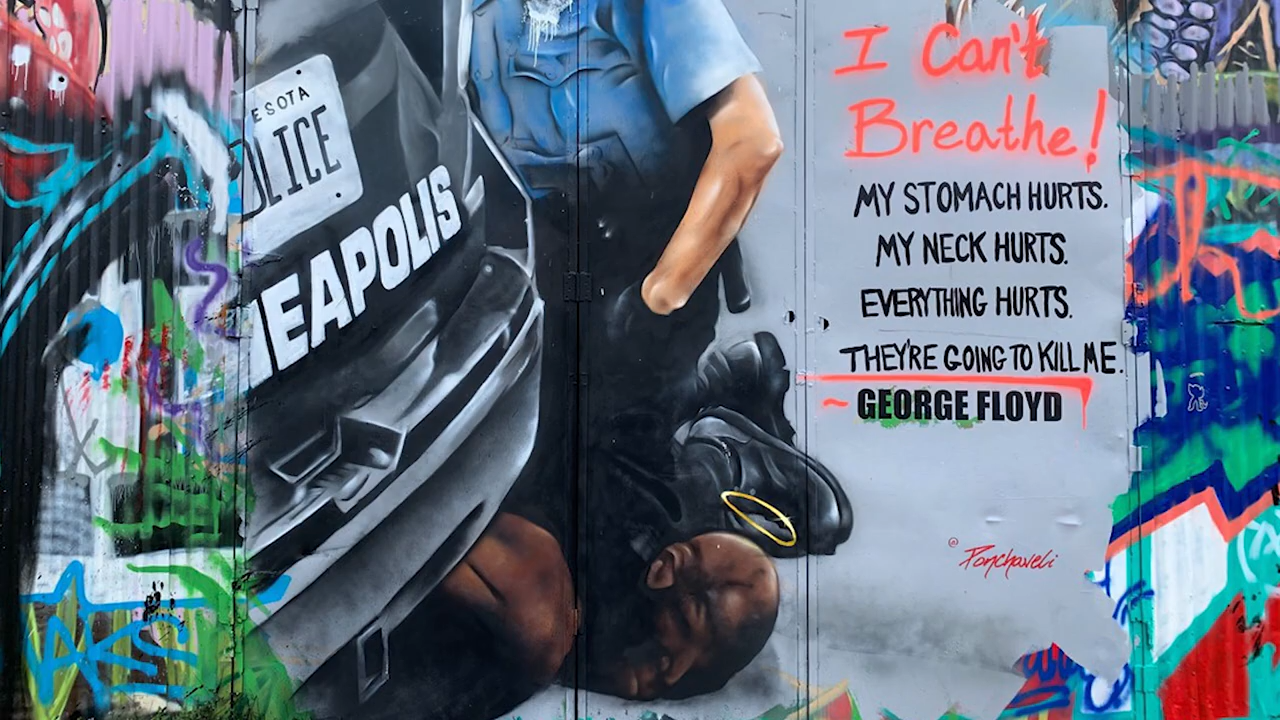 ESOTA
OLICE
NEAPOLIS
I Can't
Breathe!
MY STOMACH HURTS.
MY NECK HURTS.
EVERYTHING HURTS.
THEY'RE GOING TO KILL ME.
~ GEORGE FLOYD
@Ponchaveli
AKS